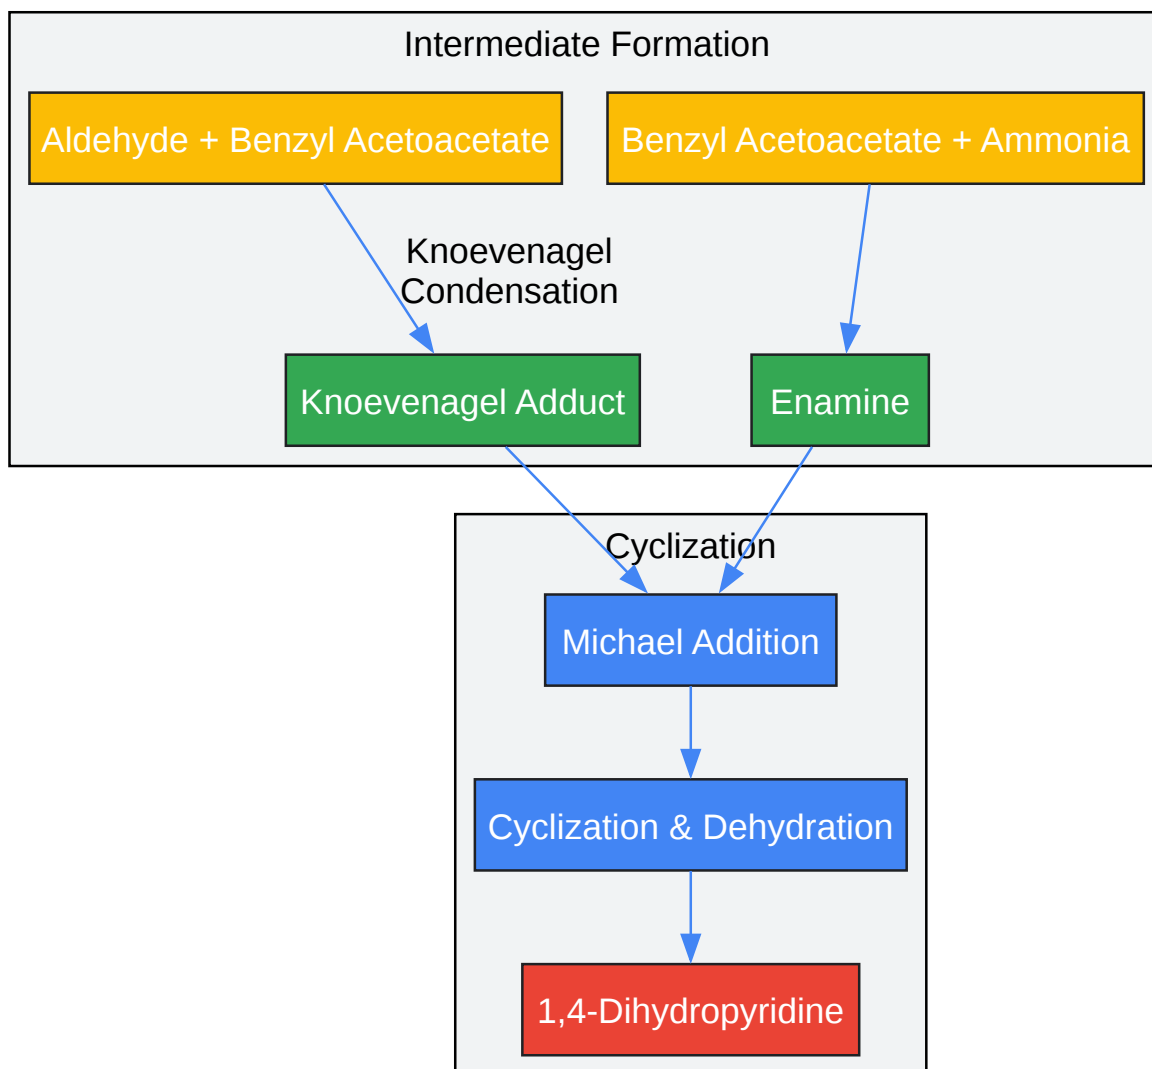 Intermediate Formation
Aldehyde + Benzyl Acetoacetate
Benzyl Acetoacetate + Ammonia
Knoevenagel
Condensation
Knoevenagel Adduct
Enamine
Cyclization
Michael Addition
Cyclization & Dehydration
1,4-Dihydropyridine